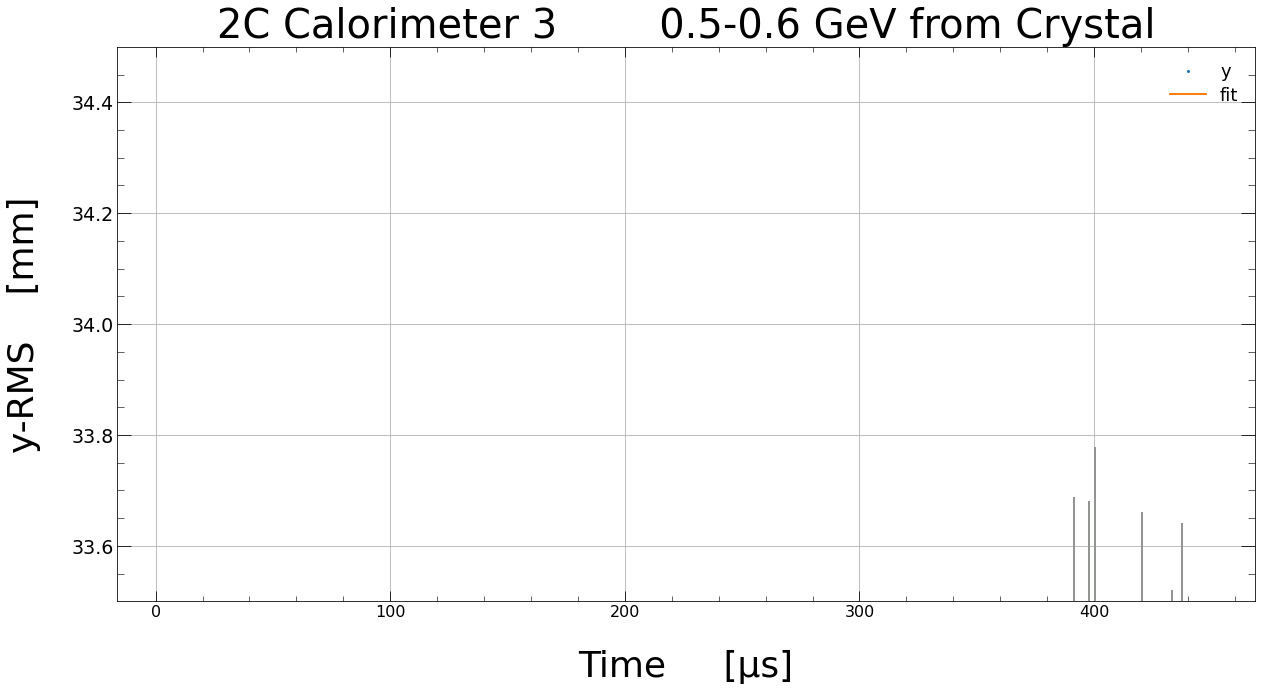 2C Calorimeter 3 0.5-0.6 GeV from Crystal
y
fit
34.4
34.2
34.0
33.8
33.6
y-RMS [mm]
0 100 200 300 400
Time [µs]